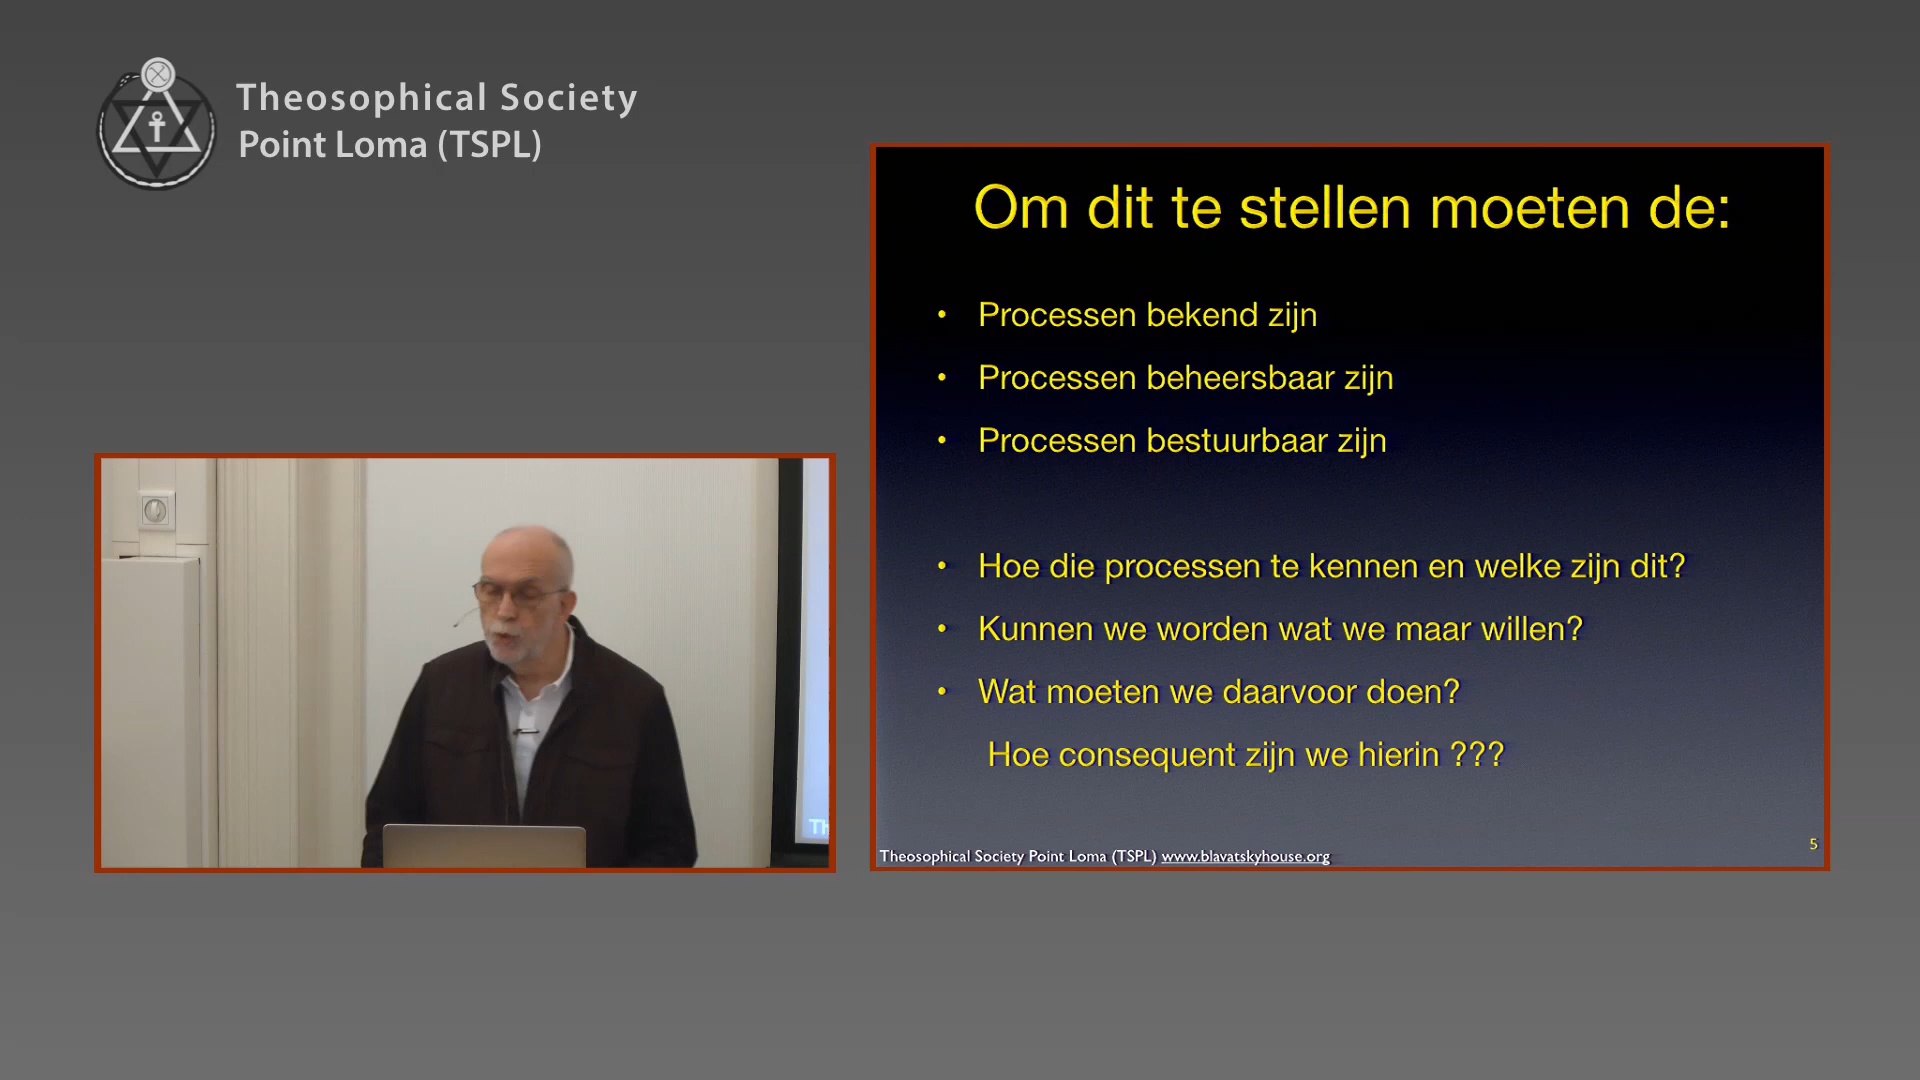 Theosophical Society
Point Loma (TSPL)
Om dit te stellen moeten de:
• Processen bekend zijn
• Processen beheersbaar zijn
• Processen bestuurbaar zijn
• Hoe die processen te kennen en welke zijn dit?
• Kunnen we worden wat we maar willen?
• Wat moeten we daarvoor doen?
Hoe consequent zijn we hierin ???
Theosophical Society Point Loma (TSPL) www.blavatskyhouse.org
5
Th